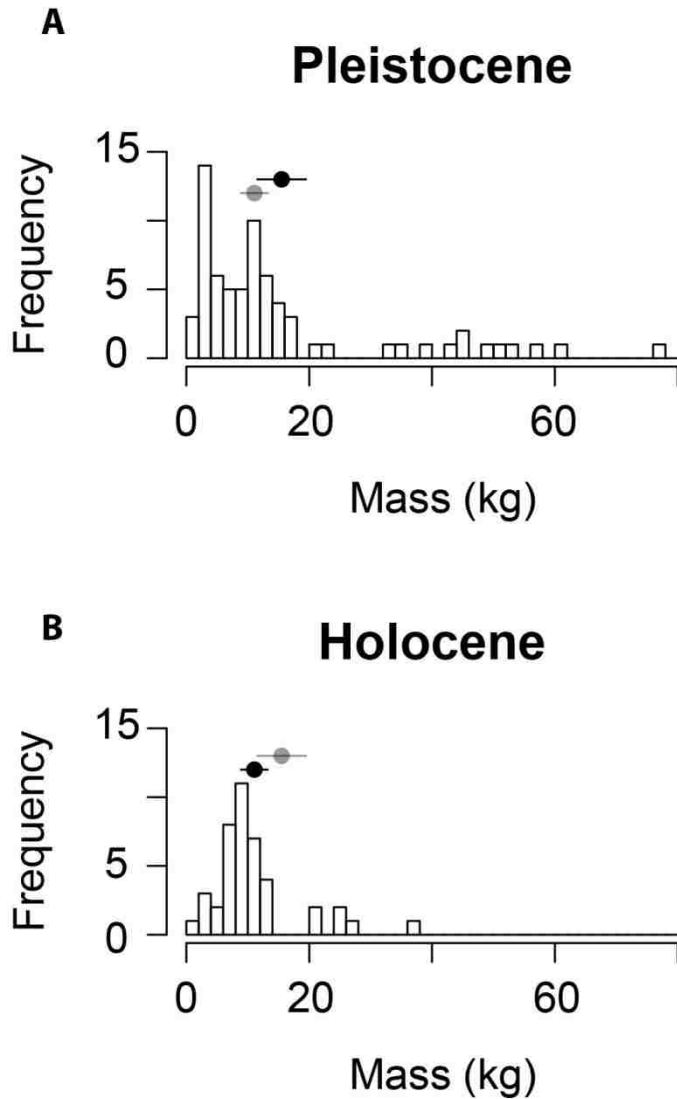 A
Pleistocene
Frequency
15
5
0
0 20 60
Mass (kg)
B
Holocene
Frequency
15
5
0
0 20 60
Mass (kg)